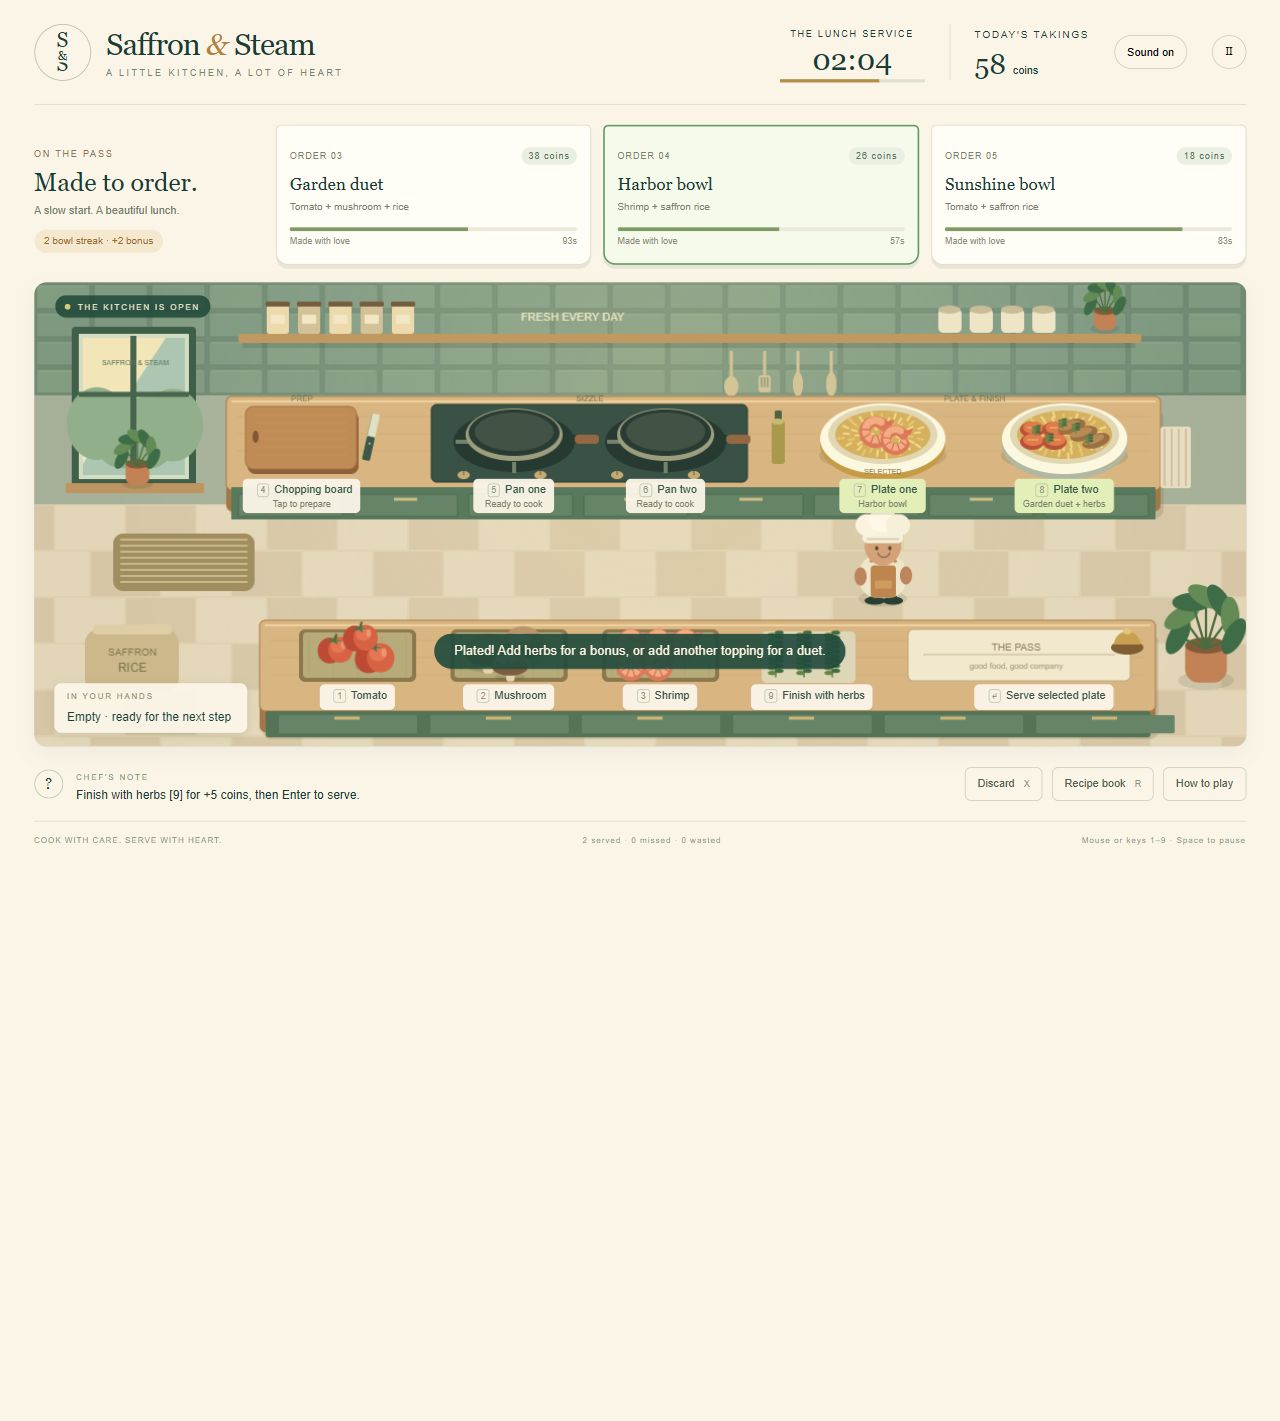 S
&
S
Saffron & Steam
A LITTLE KITCHEN, A LOT OF HEART
THE LUNCH SERVICE
02:04
TODAY'S TAKINGS
58 coins
Sound on
II
ON THE PASS
Made to order.
A slow start. A beautiful lunch.
2 bowl streak · +2 bonus
ORDER 03
38 coins
Garden duet
Tomato + mushroom + rice
Made with love
93s
ORDER 04
26 coins
Harbor bowl
Shrimp + saffron rice
Made with love
57s
ORDER 05
18 coins
Sunshine bowl
Tomato + saffron rice
Made with love
83s
THE KITCHEN IS OPEN
FRESH EVERY DAY
SAFFRON & STEAM
PREP
SIZZLE
PLATE & FINISH
SELECTED
4 Chopping board
Tap to prepare
5 Pan one
Ready to cook
6 Pan two
Ready to cook
7 Plate one
Harbor bowl
8 Plate two
Garden duet + herbs
SAFFRON
RICE
Plated! Add herbs for a bonus, or add another topping for a duet.
THE PASS
good food, good company
1 Tomato
2 Mushroom
3 Shrimp
9 Finish with herbs
↵ Serve selected plate
IN YOUR HANDS
Empty · ready for the next step
?
CHEF'S NOTE
Finish with herbs [9] for +5 coins, then Enter to serve.
Discard X
Recipe book R
How to play
COOK WITH CARE. SERVE WITH HEART.
2 served · 0 missed · 0 wasted
Mouse or keys 1–9 · Space to pause